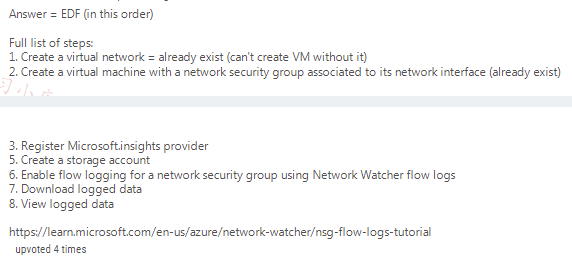 Answer = EDF (in this order)
Full list of steps:
1. Create a virtual network = already exist (can't create VM without it)
2. Create a virtual machine with a network security group associated to its network interface (already exist)
3. Register Microsoft.insights provider
5. Create a storage account
6. Enable flow logging for a network security group using Network Watcher flow logs
7. Download logged data
8. View logged data
https://learn.microsoft.com/en-us/azure/network-watcher/nsg-flow-logs-tutorial
upvoted 4 times